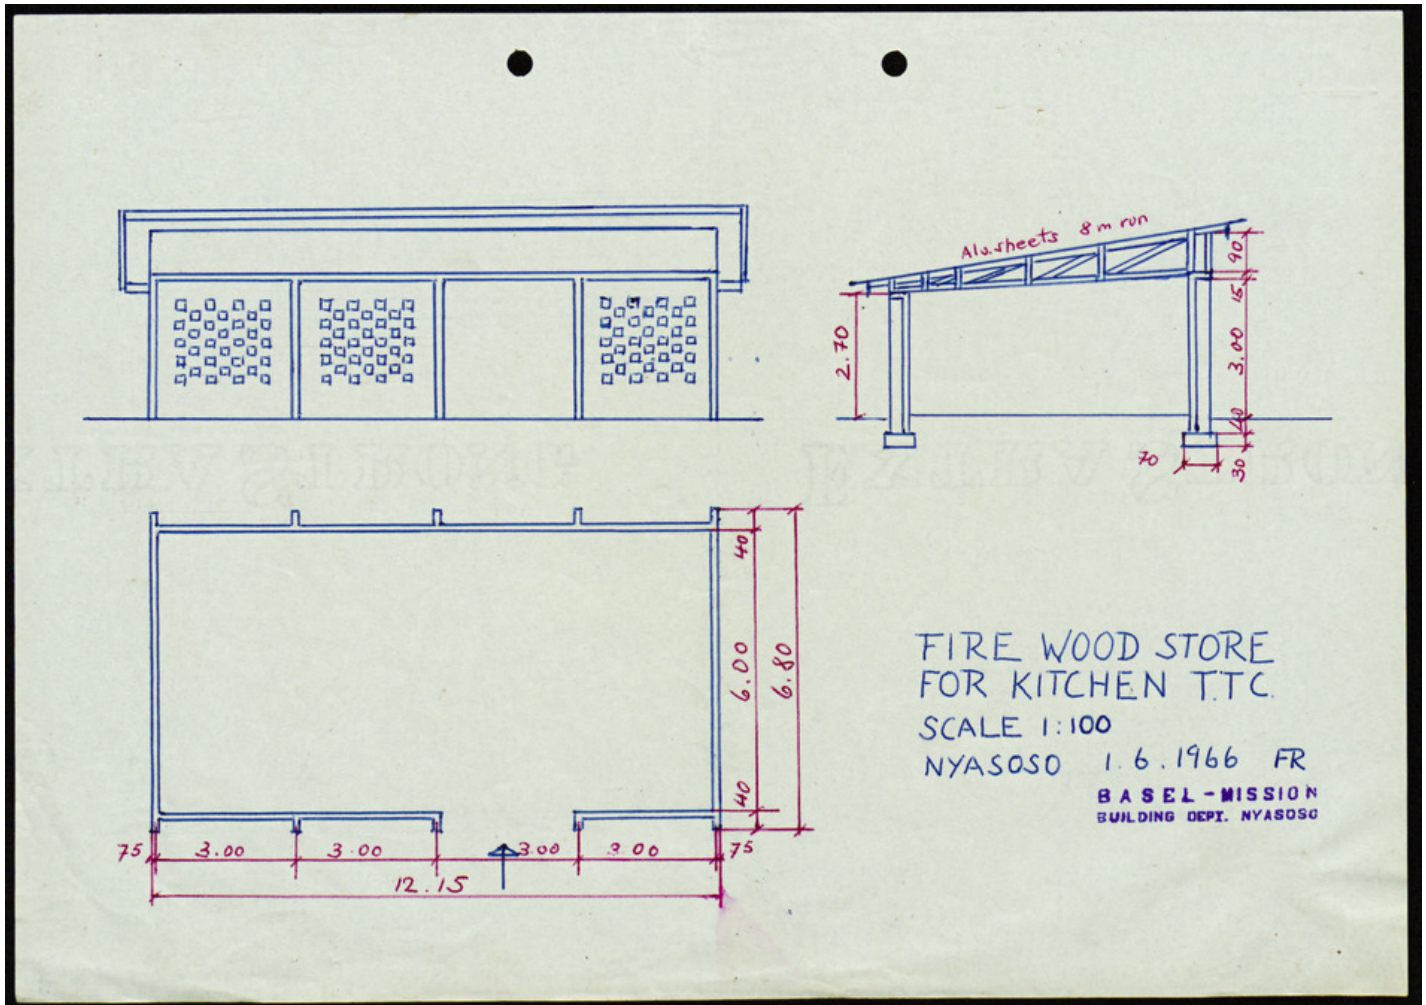 Alu.sheets 8 m run
90
15
3.00
40
30
70
2.70
40
6.00
6.80
40
75 3.00 3.00 3.00 3.00 75
12.15
FIRE WOOD STORE
FOR KITCHEN T.T.C.
SCALE 1:100
NYASOSO 1.6.1966 FR
BASEL-MISSION
BUILDING DEPT. NYASOSO